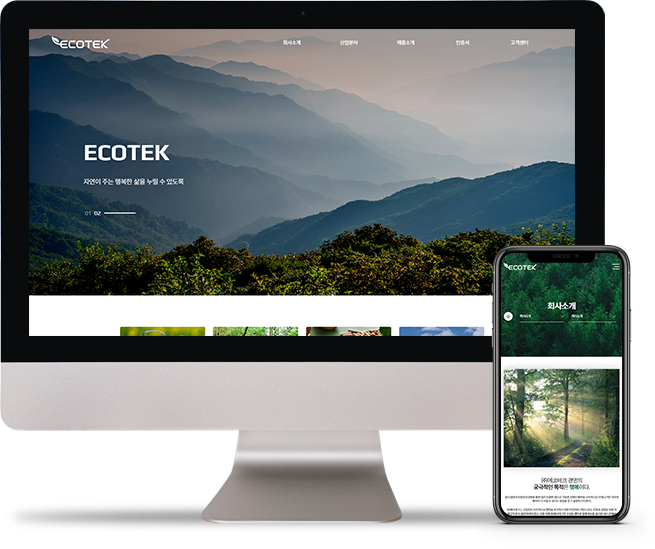 ECOTEK
회사소개 산업분야 제품소개 인증서 고객센터
ECOTEK
자연이 주는 행복한 삶을 누릴 수 있도록
01 02
ECOTEK
회사소개
회사소개 회사소개
㈜에코테크 경영의
궁극적인 목적은 행복이다.